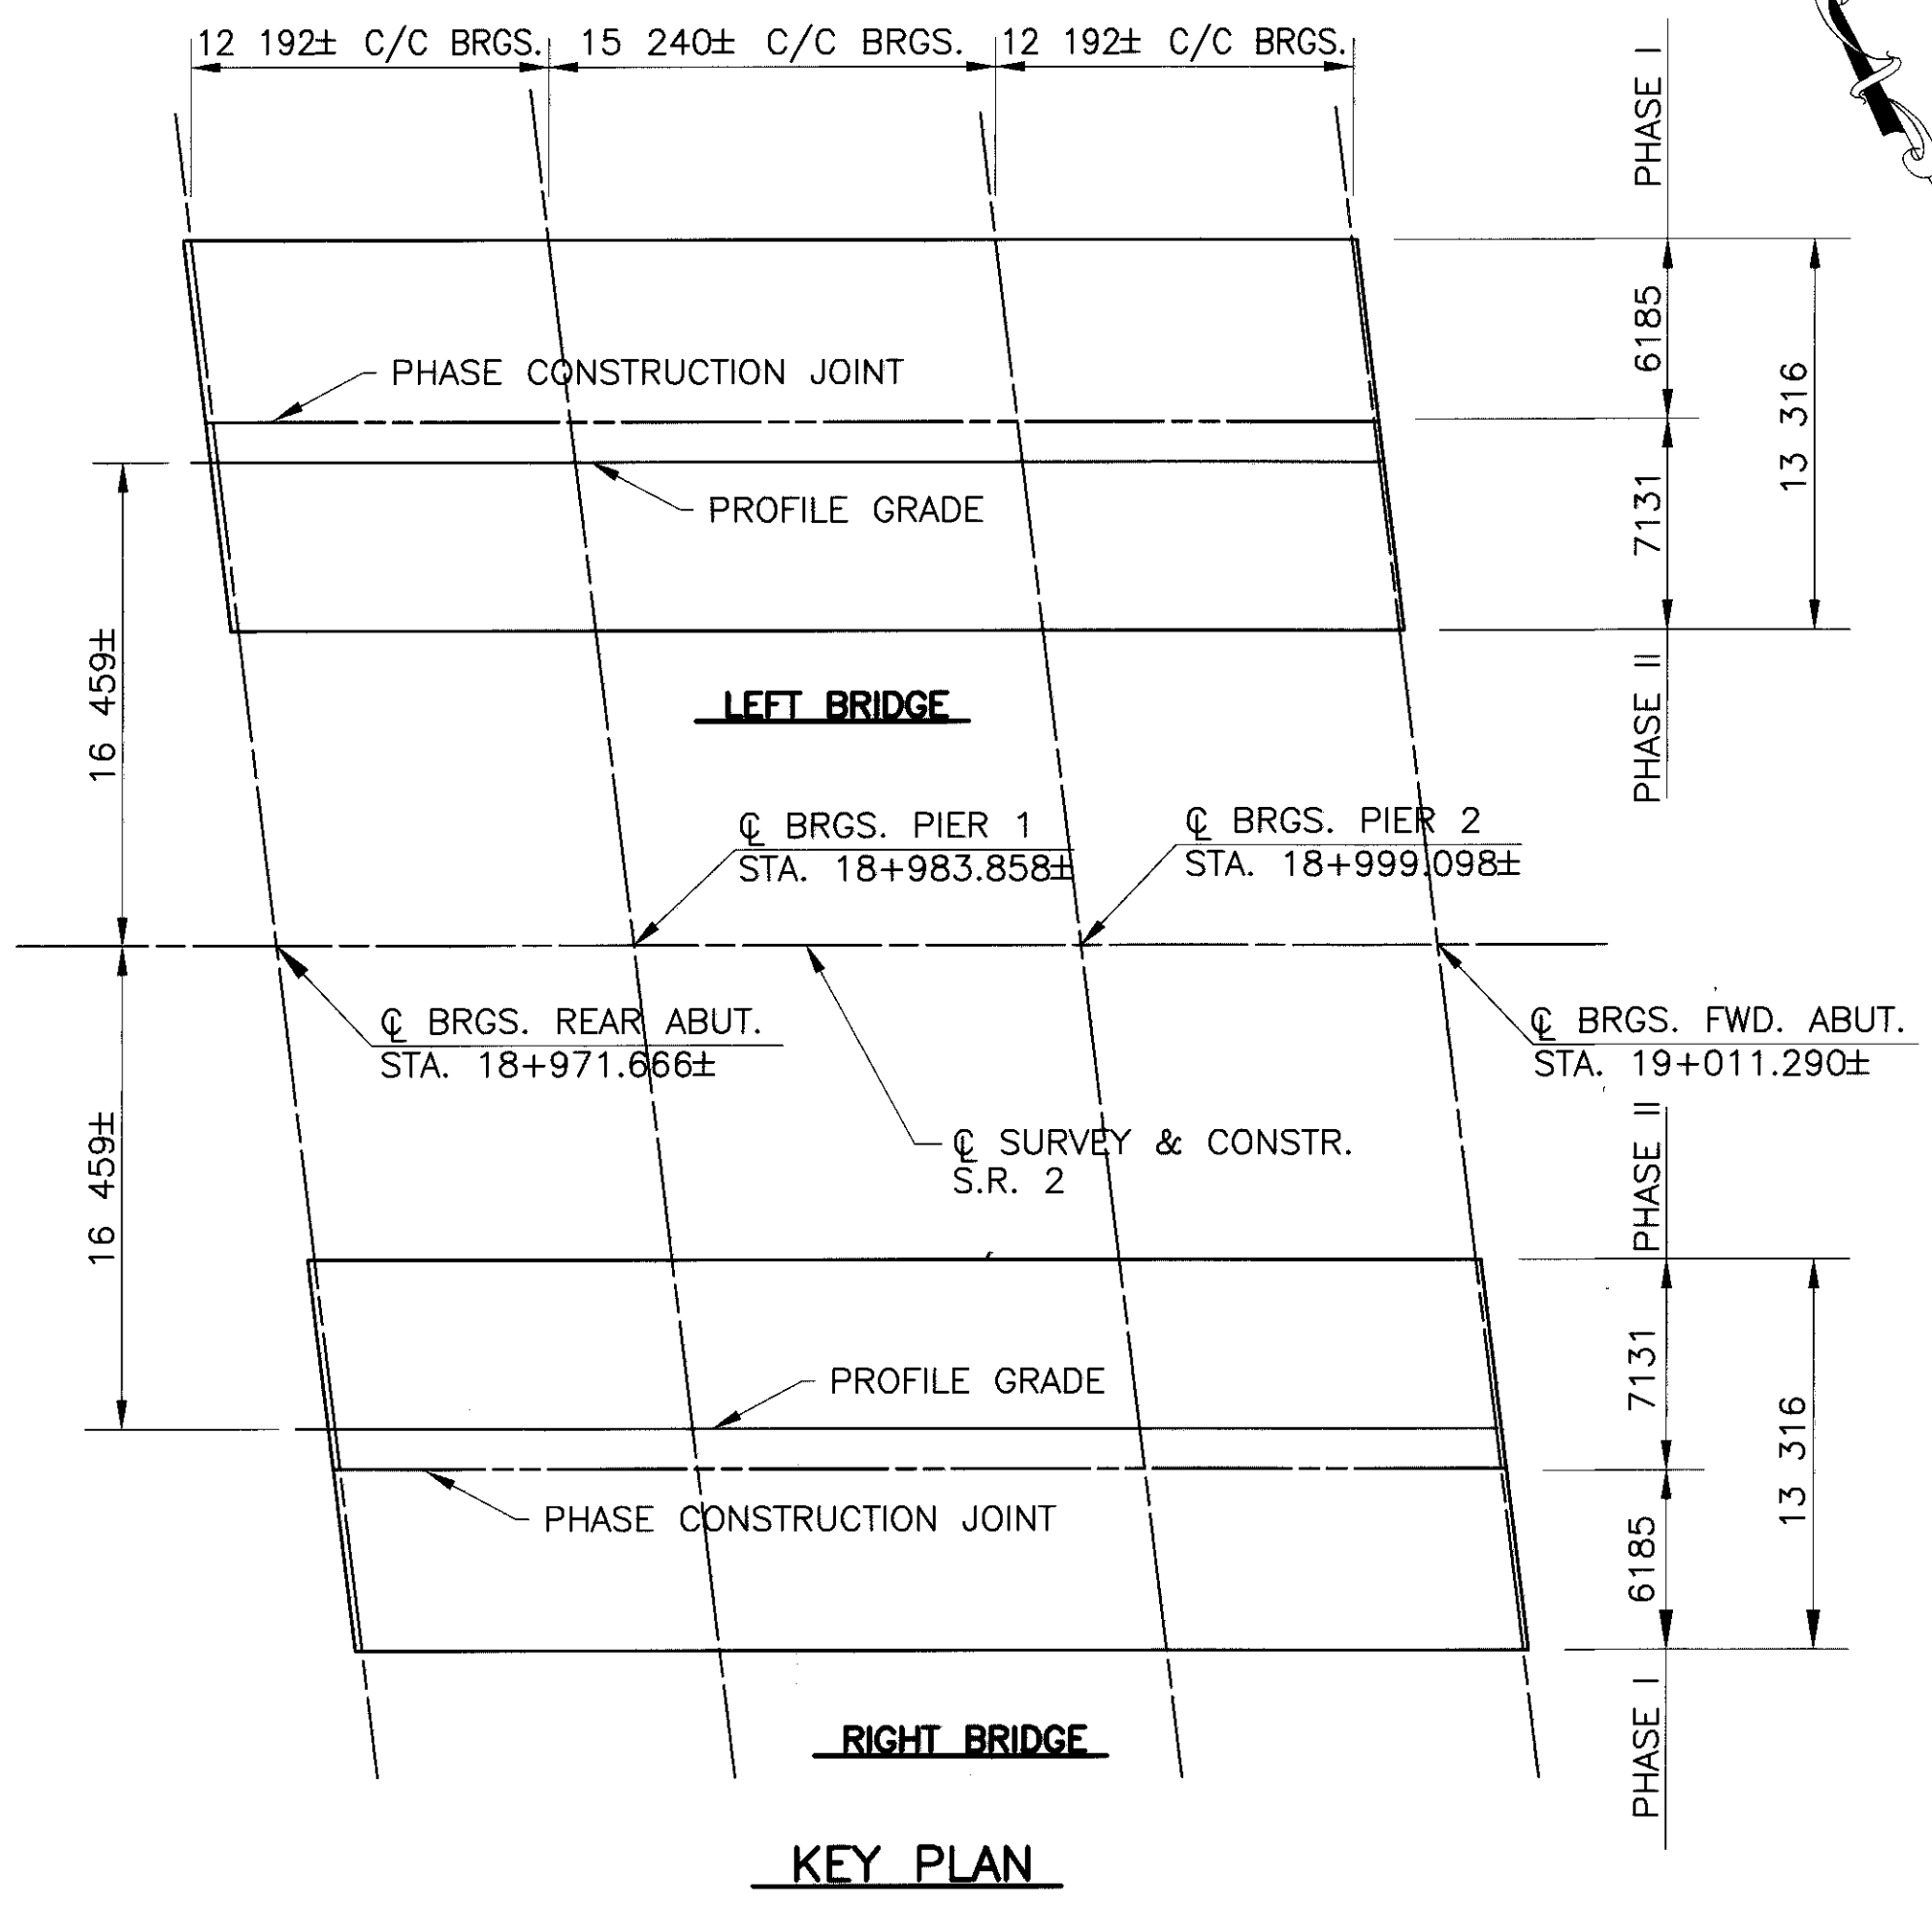 12 192± C/C BRGS.
15 240± C/C BRGS.
12 192± C/C BRGS.
PHASE I
6185
13 316
7131
PHASE II
PHASE CONSTRUCTION JOINT
PROFILE GRADE
16 459±
LEFT BRIDGE
℄ BRGS. PIER 1
STA. 18+983.858±
℄ BRGS. PIER 2
STA. 18+999.098±
℄ BRGS. REAR ABUT.
STA. 18+971.666±
℄ BRGS. FWD. ABUT.
STA. 19+011.290±
℄ SURVEY & CONSTR.
S.R. 2
16 459±
PHASE II
7131
13 316
6185
PHASE I
PROFILE GRADE
PHASE CONSTRUCTION JOINT
RIGHT BRIDGE
KEY PLAN